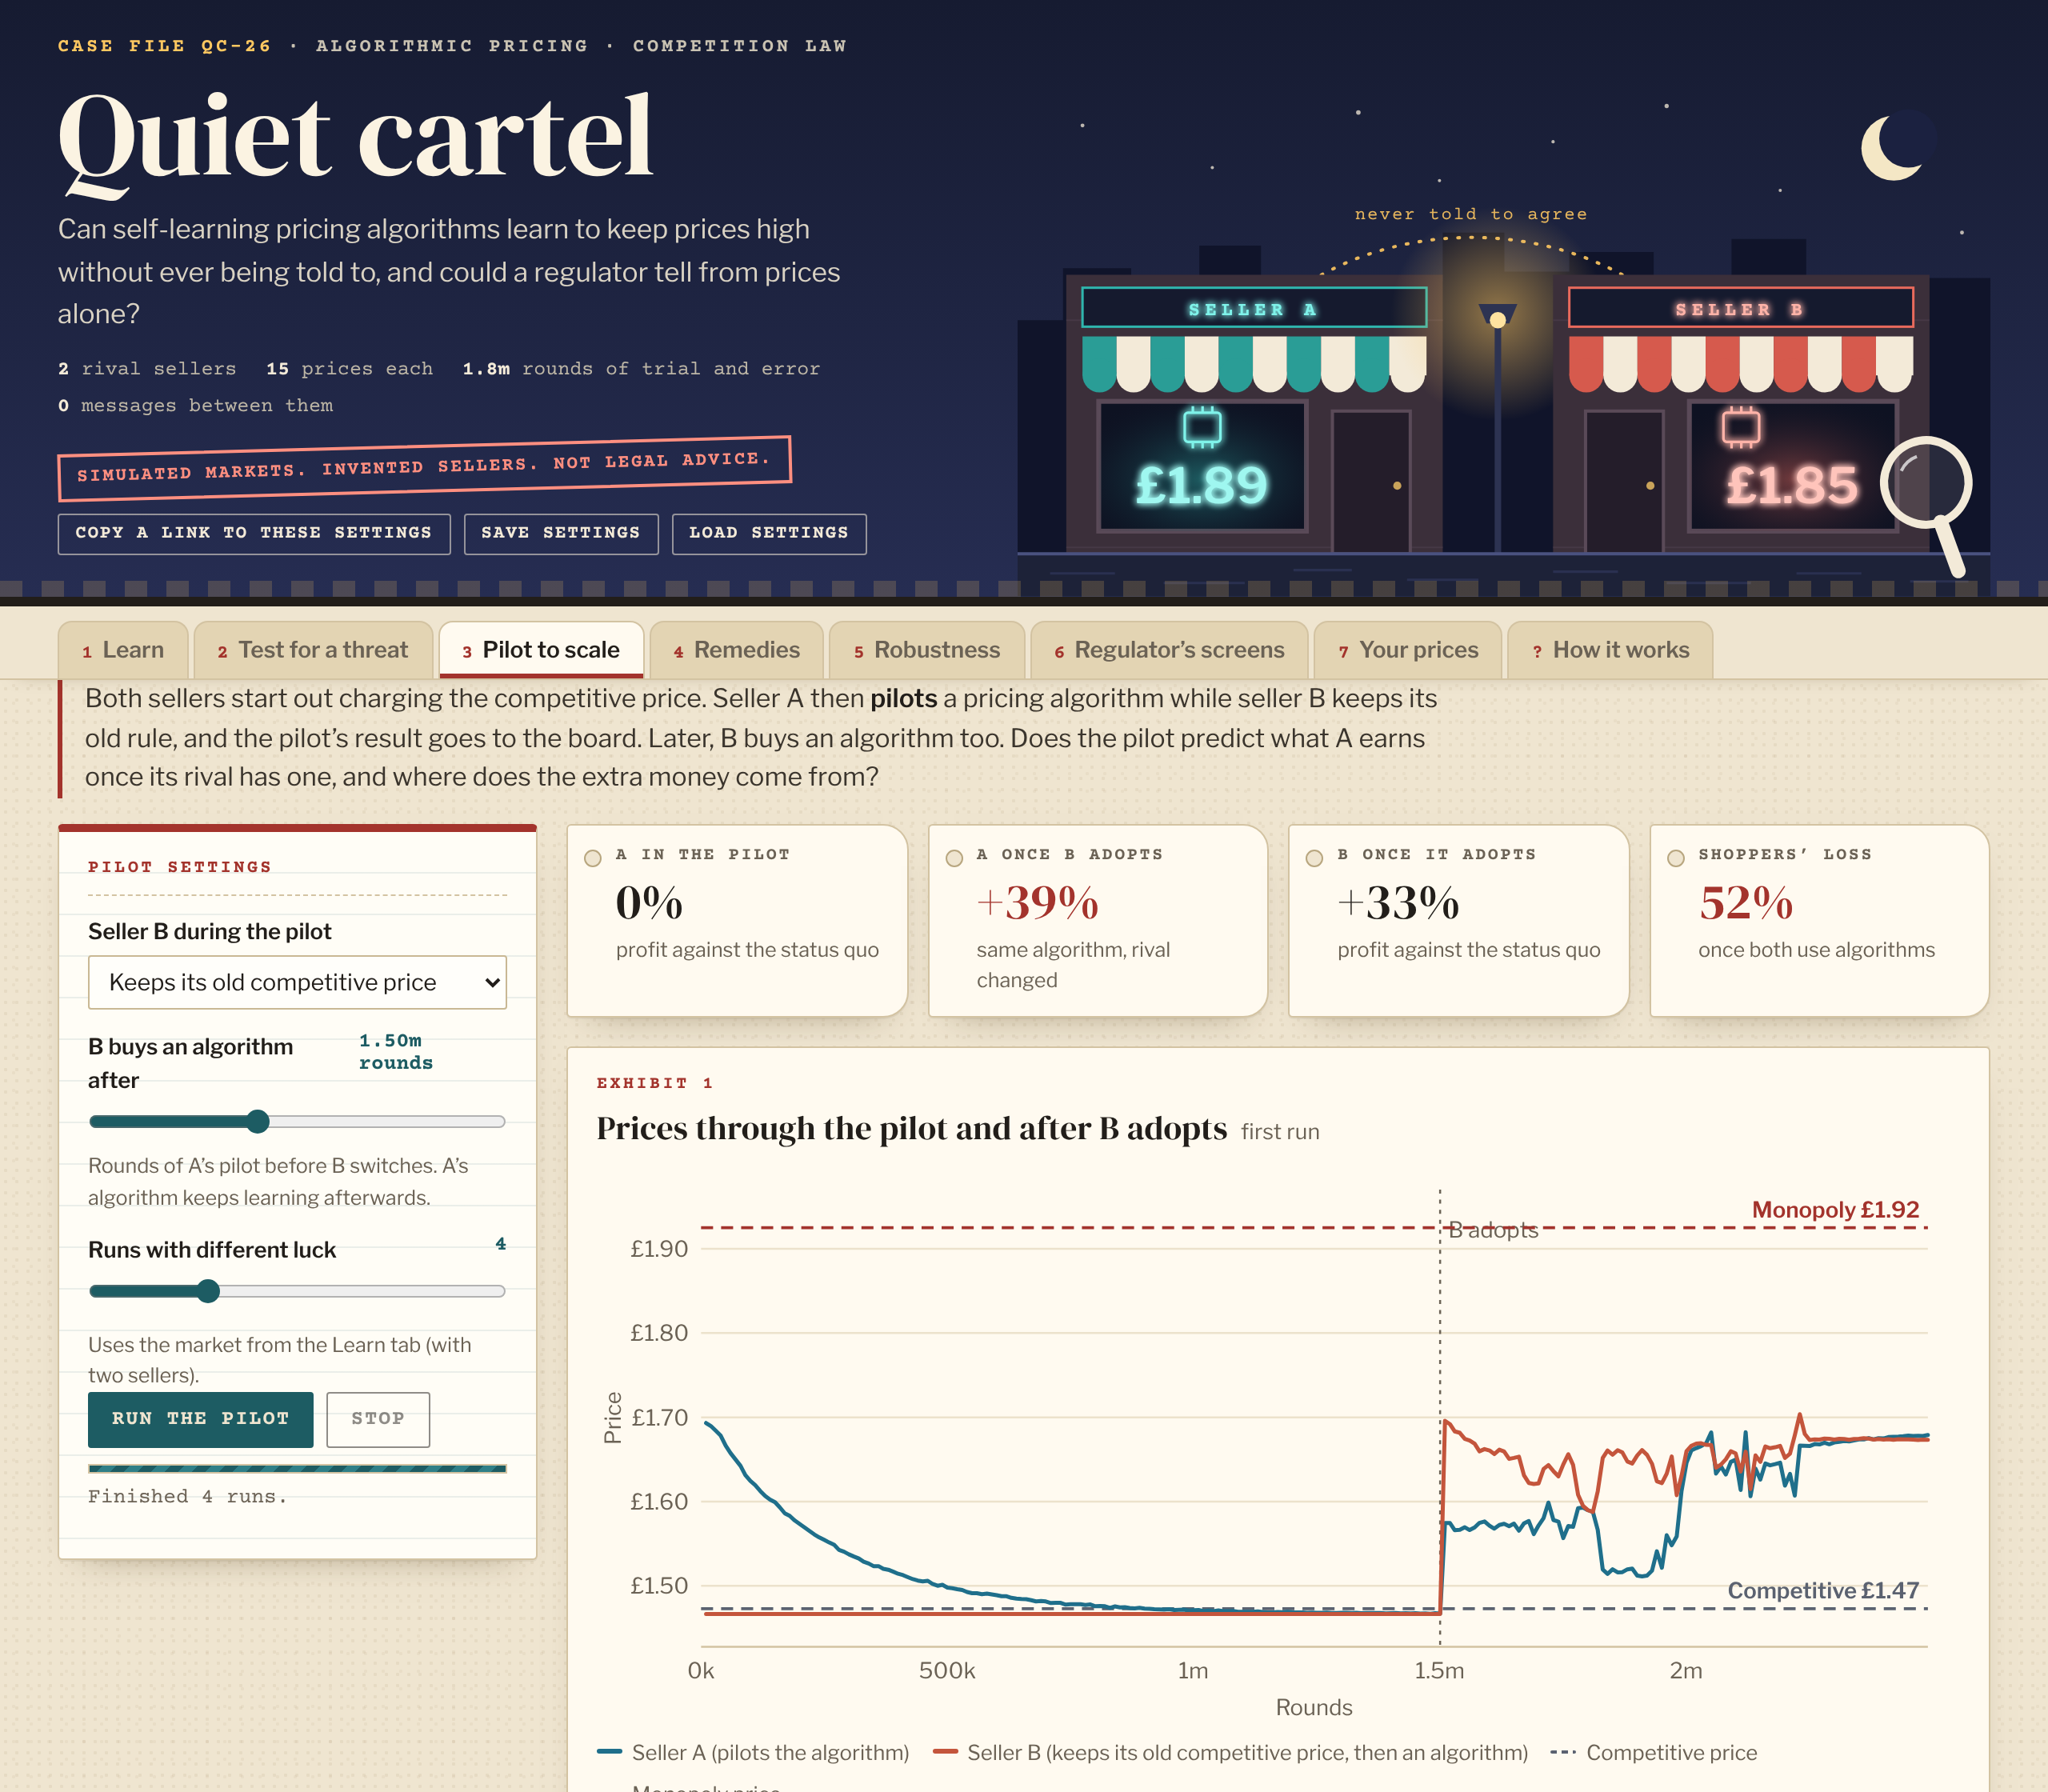 CASE FILE QC-26 · ALGORITHMIC PRICING · COMPETITION LAW
Quiet cartel
Can self-learning pricing algorithms learn to keep prices high
without ever being told to, and could a regulator tell from prices
alone?
2 rival sellers 15 prices each 1.8m rounds of trial and error
0 messages between them
SIMULATED MARKETS. INVENTED SELLERS. NOT LEGAL ADVICE.
COPY A LINK TO THESE SETTINGS SAVE SETTINGS LOAD SETTINGS
never told to agree
SELLER A SELLER B
£1.89 £1.85
1 Learn 2 Test for a threat 3 Pilot to scale 4 Remedies 5 Robustness 6 Regulator’s screens 7 Your prices ? How it works
Both sellers start out charging the competitive price. Seller A then pilots a pricing algorithm while seller B keeps its
old rule, and the pilot’s result goes to the board. Later, B buys an algorithm too. Does the pilot predict what A earns
once its rival has one, and where does the extra money come from?
PILOT SETTINGS
Seller B during the pilot
Keeps its old competitive price
B buys an algorithm
after
1.50m
rounds
Rounds of A’s pilot before B switches. A’s
algorithm keeps learning afterwards.
Runs with different luck 4
Uses the market from the Learn tab (with
two sellers).
RUN THE PILOT STOP
Finished 4 runs.
A IN THE PILOT
0%
profit against the status quo
A ONCE B ADOPTS
+39%
same algorithm, rival
changed
B ONCE IT ADOPTS
+33%
profit against the status quo
SHOPPERS’ LOSS
52%
once both use algorithms
EXHIBIT 1
Prices through the pilot and after B adopts first run
Monopoly £1.92
B adopts
£1.90
£1.80
£1.70
£1.60
£1.50
Price
Competitive £1.47
0k 500k 1m 1.5m 2m
Rounds
Seller A (pilots the algorithm) Seller B (keeps its old competitive price, then an algorithm) Competitive price
Monopoly price